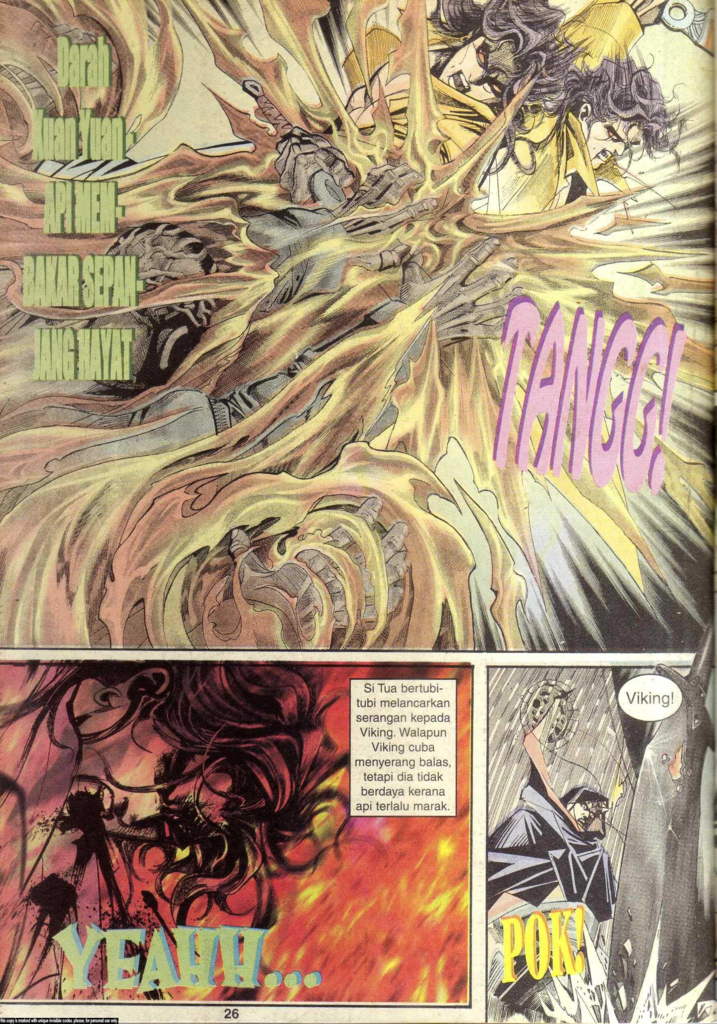 Darah
Kuan Yuan-
API MEM-
BAKAR SEPAN-
JANG HAYAT
TANGG!
Si Tua bertubi-
tubi melancarkan
serangan kepada
Viking. Walapun
Viking cuba
menyerang balas,
tetapi dia tidak
berdaya kerana
api terlalu marak.
Viking!
YEAHH...
POK!
26